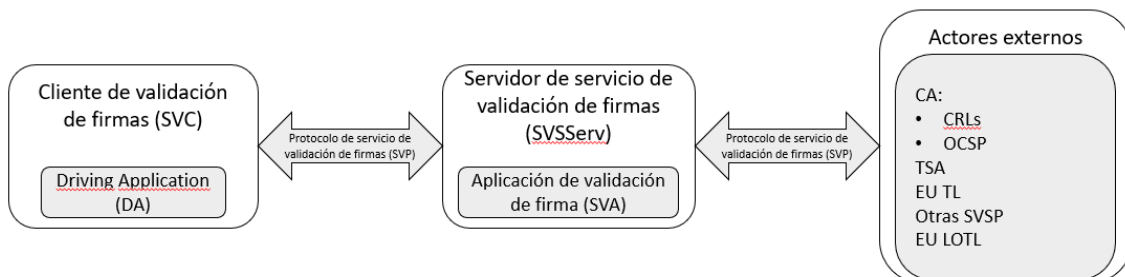 Cliente de validación
de firmas (SVC)
Driving Application
(DA)
Protocolo de servicio de
validación de firmas (SVP)
Servidor de servicio de
validación de firmas
(SVSServ)
Aplicación de validación
de firma (SVA)
Protocolo de servicio de
validación de firmas (SVP)
Actores externos
CA:
• CRLs
• OCSP
TSA
EU TL
Otras SVSP
EU LOTL